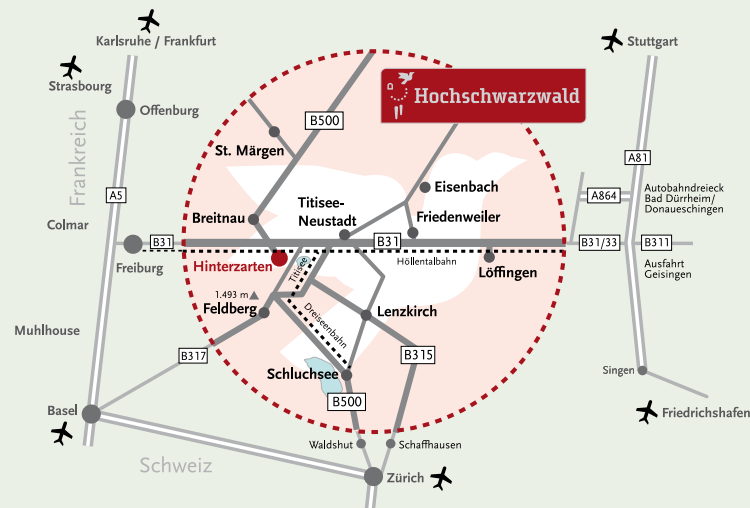 Karlsruhe / Frankfurt
Stuttgart
Strasbourg
Hochschwarzwald
Offenburg
B500
Frankreich
St. Märgen
A81
Eisenbach
A5
A864
Autobahndreieck
Bad Dürrheim/
Donaueschingen
Titisee-
Neustadt
Breitnau
Friedenweiler
Colmar
B31
B31
B31/33
B311
Freiburg
Hinterzarten
Titisee
Höllentalbahn
Löffingen
Ausfahrt
Geisingen
1.493 m
Feldberg
Dreiseenbahn
Lenzkirch
Muhlhouse
B317
B315
Schluchsee
Singen
B500
Basel
Friedrichshafen
Waldshut
Schaffhausen
Schweiz
Zürich